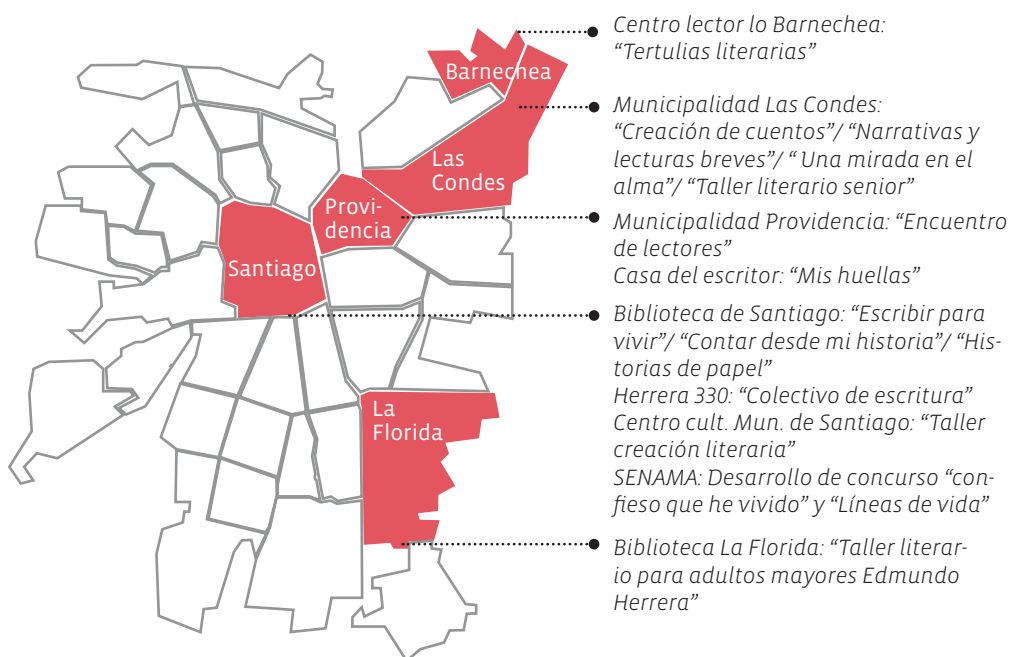 Barnechea
Las
Condes
Provi-
dencia
Santiago
La
Florida
Centro lector lo Barnechea:
“Tertulias literarias”
Municipalidad Las Condes:
“Creación de cuentos”/ “Narrativas y
lecturas breves”/ “ Una mirada en el
alma”/ “Taller literario senior”
Municipalidad Providencia: “Encuentro
de lectores”
Casa del escritor: “Mis huellas”
Biblioteca de Santiago: “Escribir para
vivir”/ “Contar desde mi historia”/ “His-
torias de papel”
Herrera 330: “Colectivo de escritura”
Centro cult. Mun. de Santiago: “Taller
creación literaria”
SENAMA: Desarrollo de concurso “con-
fieso que he vivido” y “Líneas de vida”
Biblioteca La Florida: “Taller literar-
io para adultos mayores Edmundo
Herrera”